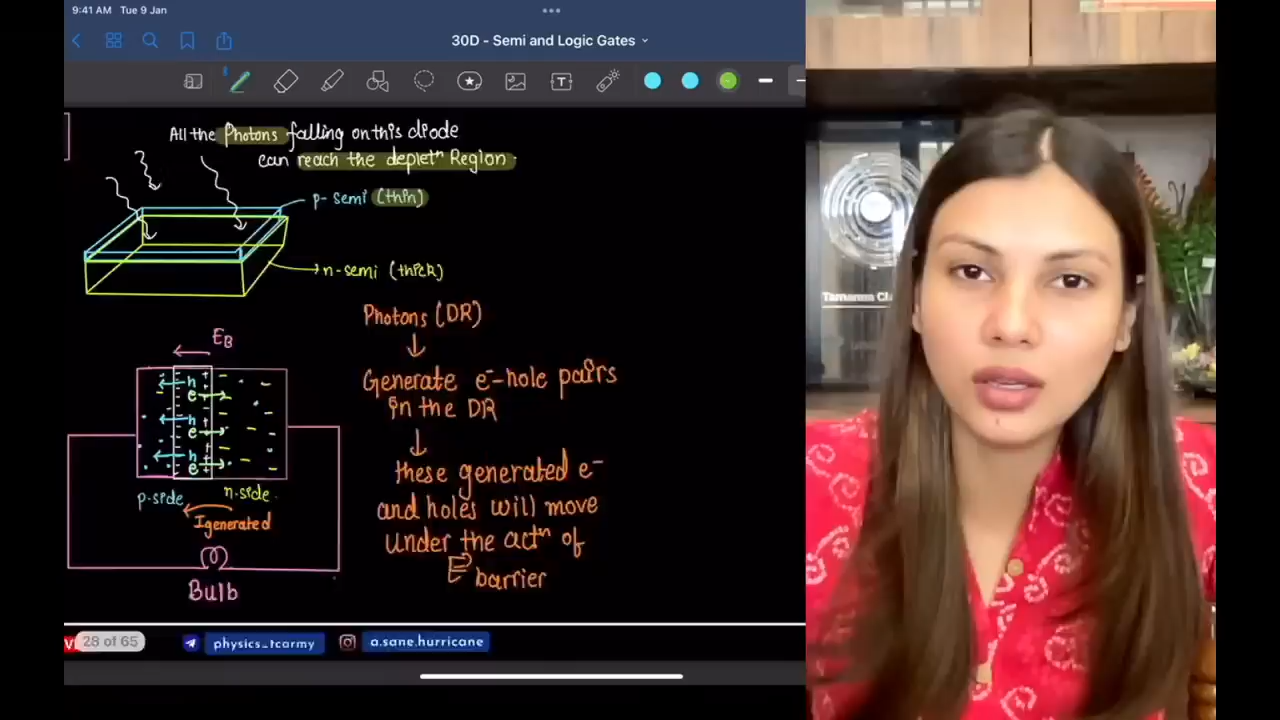 9:41 AM Tue 9 Jan
30D - Semi and Logic Gates
All the Photons falling on this diode
can reach the depletⁿ Region.
p-semi (thin)
n-semi (thick)
Photons (DR)
↓
Generate e⁻-hole pairs
in the DR
↓
these generated e⁻
and holes will move
under the actⁿ of
E barrier
E_B
h
e
h
e
h
e
p-side
n-side
Igenerated
Bulb
28 of 65
physics_tcarmy
a.sane.hurricane